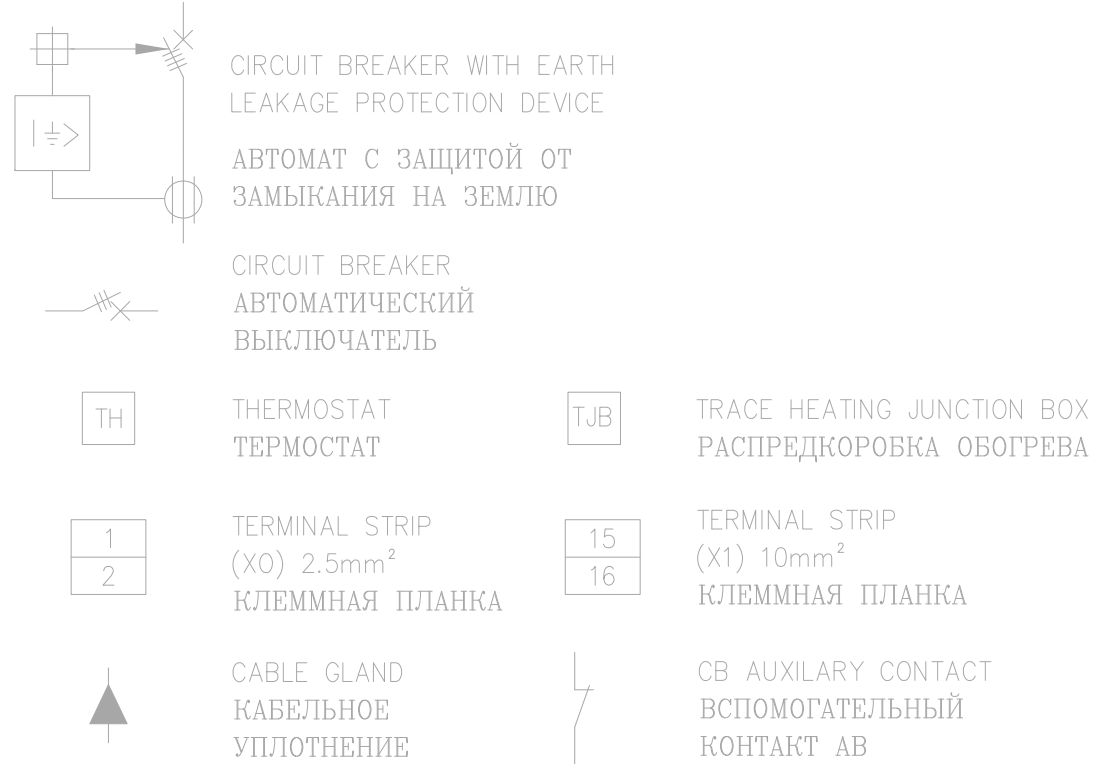 CIRCUIT BREAKER WITH EARTH
LEAKAGE PROTECTION DEVICE
АВТОМАТ С ЗАЩИТОЙ ОТ
ЗАМЫКАНИЯ НА ЗЕМЛЮ
CIRCUIT BREAKER
АВТОМАТИЧЕСКИЙ
ВЫКЛЮЧАТЕЛЬ
TH
THERMOSTAT
ТЕРМОСТАТ
TJB
TRACE HEATING JUNCTION BOX
РАСПРЕДКОРОБКА ОБОГРЕВА
1
2
TERMINAL STRIP
(X0) 2.5mm²
КЛЕММНАЯ ПЛАНКА
15
16
TERMINAL STRIP
(X1) 10mm²
КЛЕММНАЯ ПЛАНКА
CABLE GLAND
КАБЕЛЬНОЕ
УПЛОТНЕНИЕ
CB AUXILARY CONTACT
ВСПОМОГАТЕЛЬНЫЙ
КОНТАКТ АВ